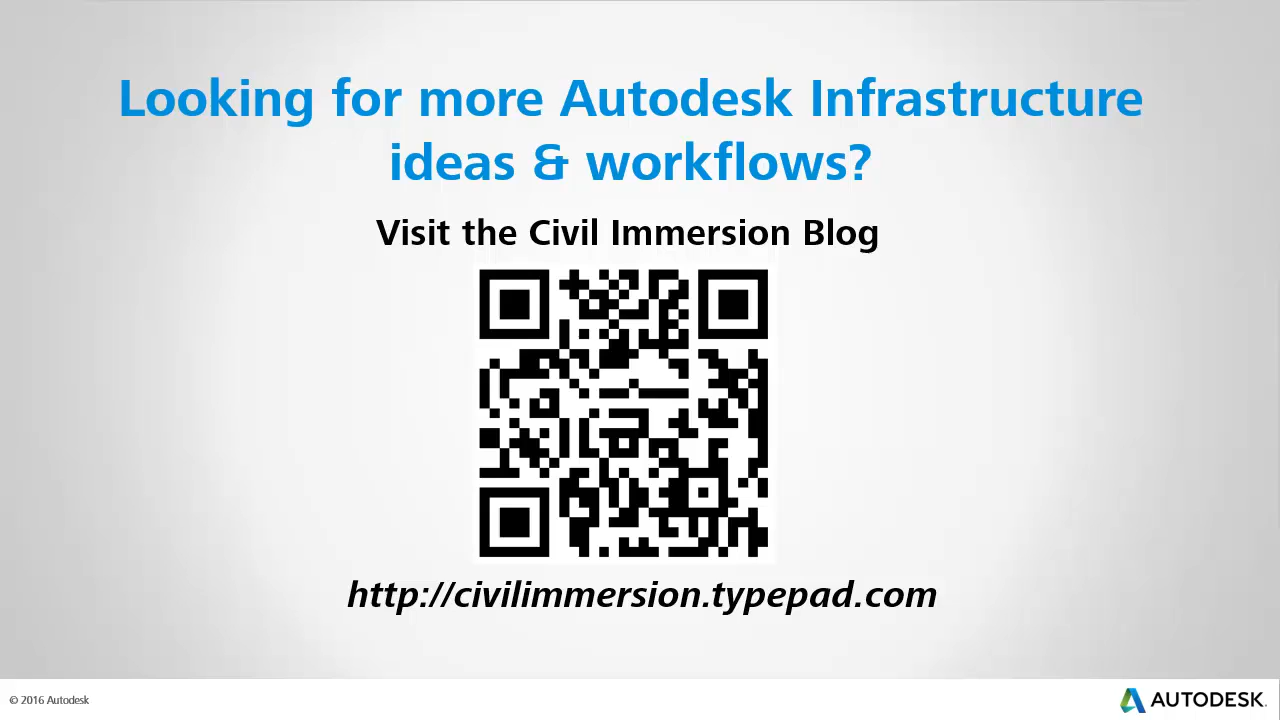 Looking for more Autodesk Infrastructure
ideas & workflows?
Visit the Civil Immersion Blog
http://civilimmersion.typepad.com
© 2016 Autodesk
AUTODESK.